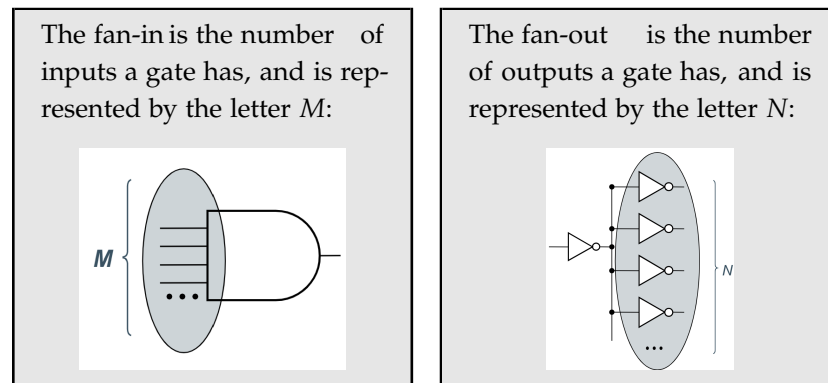 The fan-in is the number of
inputs a gate has, and is rep-
resented by the letter M:
M
The fan-out is the number
of outputs a gate has, and is
represented by the letter N:
N